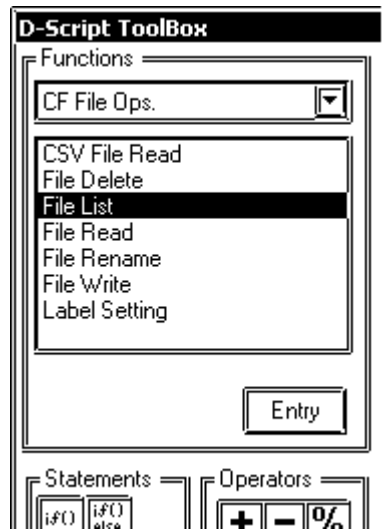 D-Script ToolBox
Functions
CF File Ops.
CSV File Read
File Delete
File List
File Read
File Rename
File Write
Label Setting
Entry
Statements
Operators
if() if()
else
+ - %